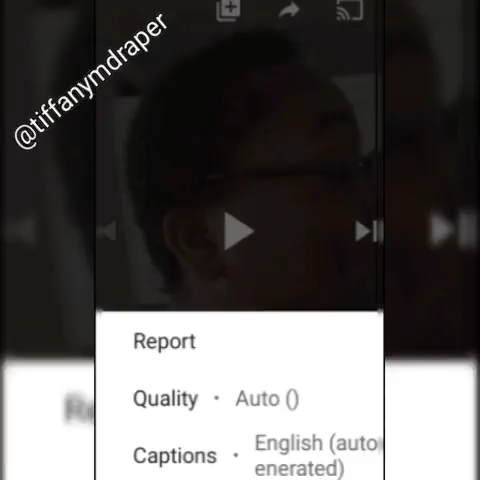 @tiffanymdraper
Report
Quality · Auto ()
Captions · English (auto
enerated)